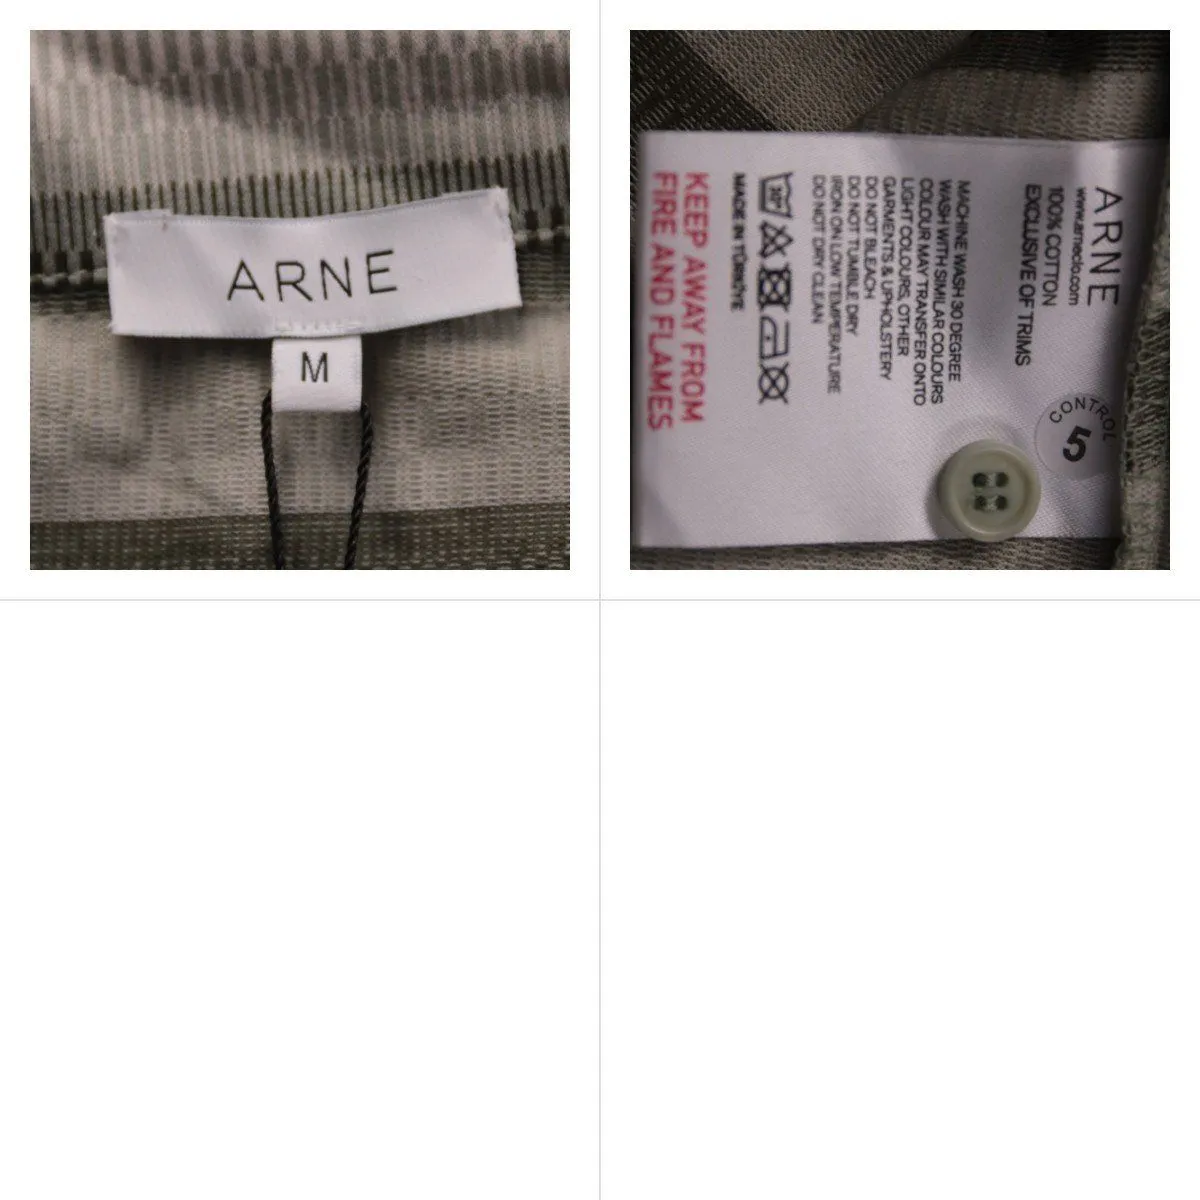 ARNE
M
ARNE
www.arneclo.com
100% COTTON
EXCLUSIVE OF TRIMS
CONTROL
5
MACHINE WASH 30 DEGREE
WASH WITH SIMILAR COLOURS
COLOUR MAY TRANSFER ONTO
LIGHT COLOURS, OTHER
GARMENTS & UPHOLSTERY
DO NOT BLEACH
DO NOT TUMBLE DRY
IRON ON LOW TEMPERATURE
DO NOT DRY CLEAN
30°
MADE IN TÜRKİYE
KEEP AWAY FROM
FIRE AND FLAMES